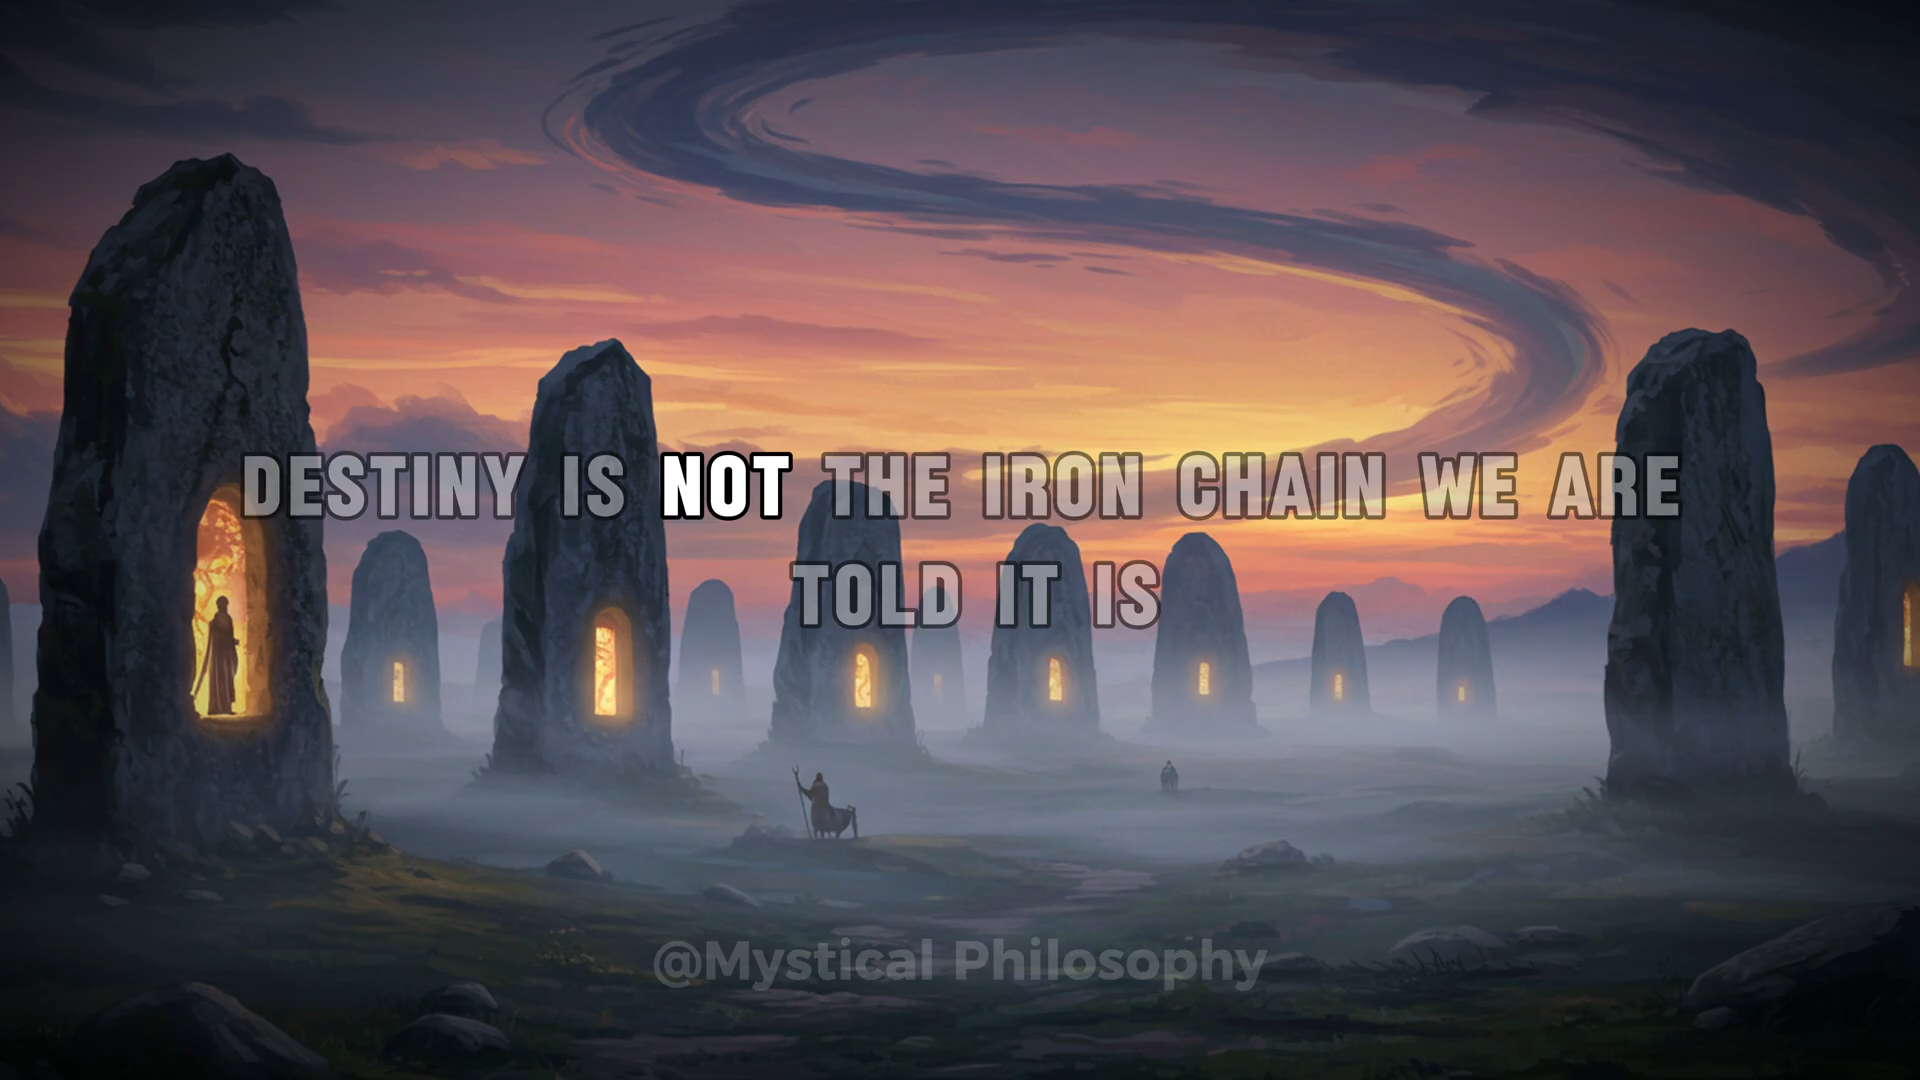 DESTINY IS NOT THE IRON CHAIN WE ARE
TOLD IT IS
@Mystical Philosophy